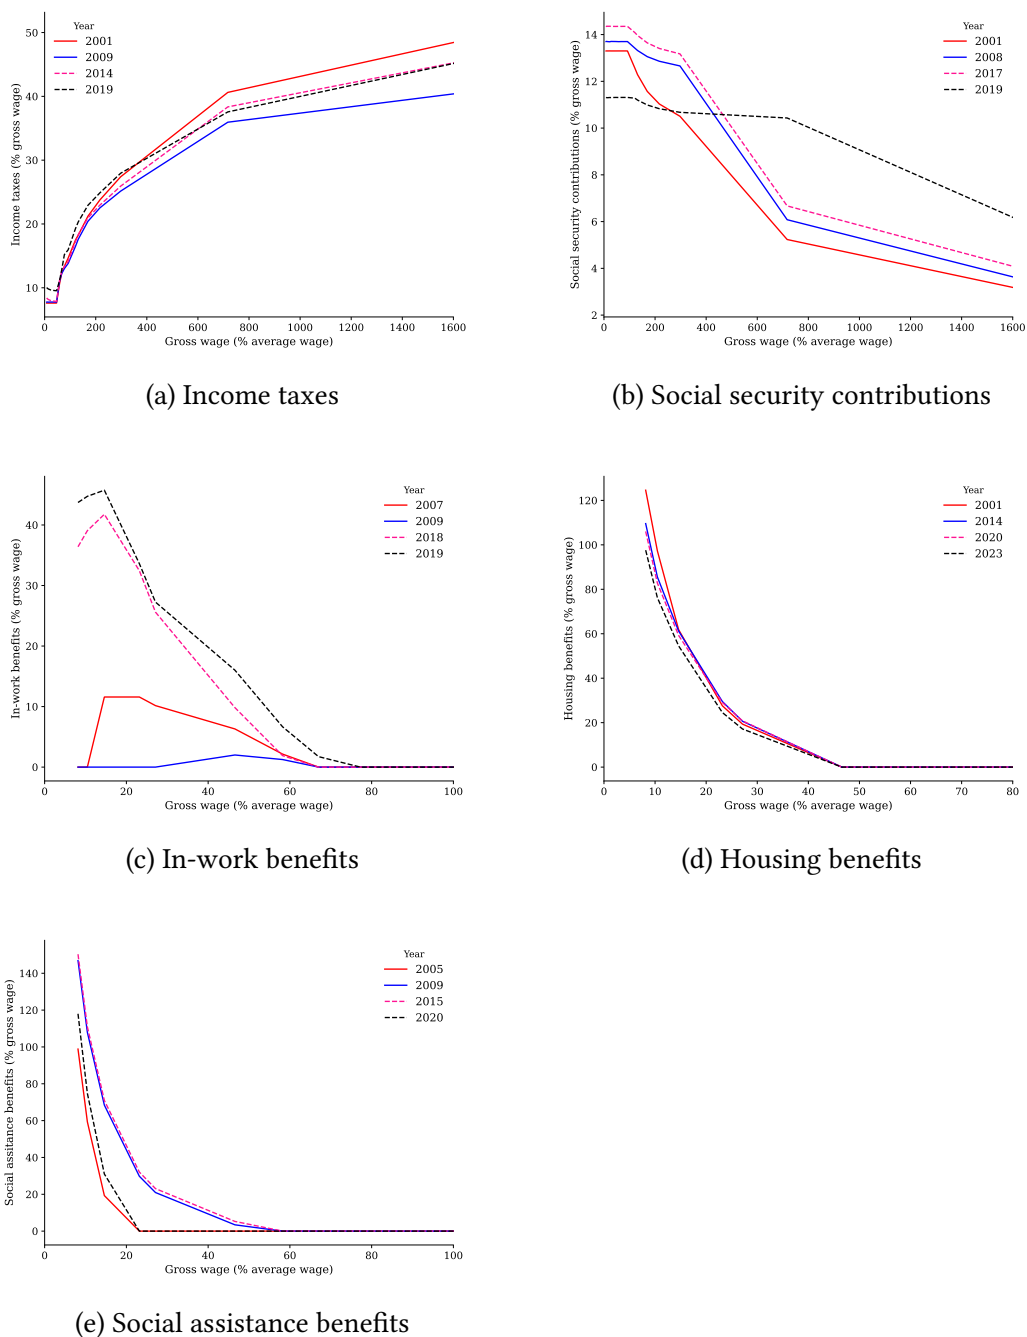 Year
2001
2009
2014
2019
50
40
30
20
10
Income taxes (% gross wage)
0 200 400 600 800 1000 1200 1400 1600
Gross wage (% average wage)
(a) Income taxes
Year
2001
2008
2017
2019
14
12
10
8
6
4
2
Social security contributions (% gross wage)
0 200 400 600 800 1000 1200 1400 1600
Gross wage (% average wage)
(b) Social security contributions
Year
2007
2009
2018
2019
40
30
20
10
0
In-work benefits (% gross wage)
0 20 40 60 80 100
Gross wage (% average wage)
(c) In-work benefits
Year
2001
2014
2020
2023
120
100
80
60
40
20
0
Housing benefits (% gross wage)
0 10 20 30 40 50 60 70 80
Gross wage (% average wage)
(d) Housing benefits
Year
2005
2009
2015
2020
140
120
100
80
60
40
20
0
Social assitance benefits (% gross wage)
0 20 40 60 80 100
Gross wage (% average wage)
(e) Social assistance benefits